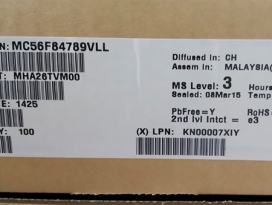 N: MC56F84789VLL
T: MHA26TVM00
E: 1425
Y: 100
Diffused in: CH
Assem in: MALAYSIA(
MS Level: 3 Hours
Sealed: 08Mar15 Temp
PbFree=Y RoHS=
2nd lvl Intct = e3
(X) LPN: KN00007XIY